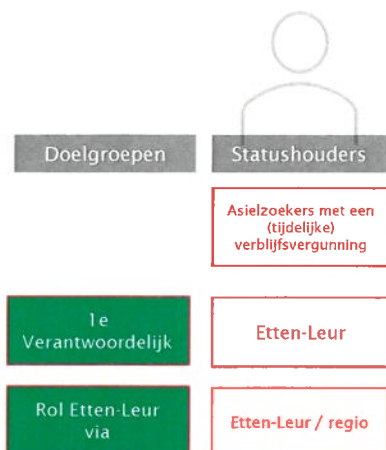 Doelgroepen
Statushouders
Asielzoekers met een
(tijdelijke)
verblijfsvergunning
1e
Verantwoordelijk
Etten-Leur
Rol Etten-Leur
via
Etten-Leur / regio